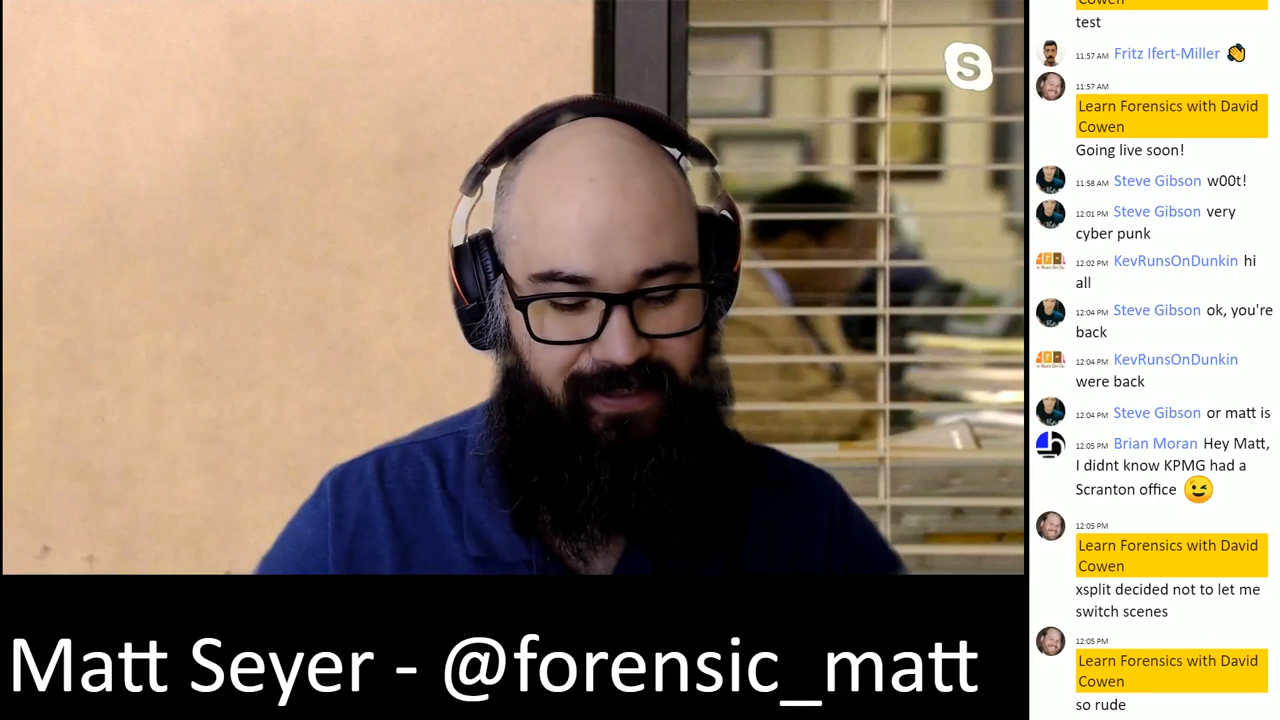 Matt Seyer - @forensic_matt
S
Cowen
test
11:57 AM Fritz Ifert-Miller
11:57 AM
Learn Forensics with David
Cowen
Going live soon!
11:58 AM Steve Gibson w00t!
12:01 PM Steve Gibson very
cyber punk
12:02 PM KevRunsOnDunkin hi
all
12:04 PM Steve Gibson ok, you're
back
12:04 PM KevRunsOnDunkin
were back
12:04 PM Steve Gibson or matt is
12:05 PM Brian Moran Hey Matt,
I didnt know KPMG had a
Scranton office 😉
12:05 PM
Learn Forensics with David
Cowen
xsplit decided not to let me
switch scenes
12:05 PM
Learn Forensics with David
Cowen
so rude